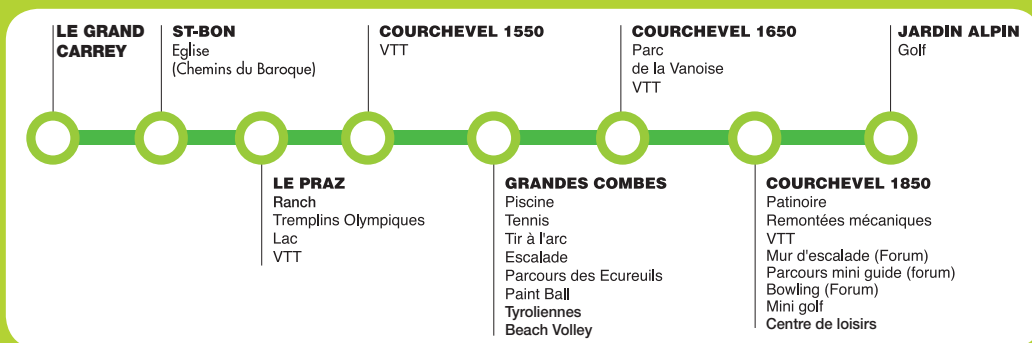 LE GRAND
CARREY
ST-BON
Eglise
(Chemins du Baroque)
COURCHEVEL 1550
VTT
COURCHEVEL 1650
Parc
de la Vanoise
VTT
JARDIN ALPIN
Golf
LE PRAZ
Ranch
Tremplins Olympiques
Lac
VTT
GRANDES COMBES
Piscine
Tennis
Tir à l'arc
Escalade
Parcours des Ecureuils
Paint Ball
Tyroliennes
Beach Volley
COURCHEVEL 1850
Patinoire
Remontées mécaniques
VTT
Mur d'escalade (Forum)
Parcours mini guide (forum)
Bowling (Forum)
Mini golf
Centre de loisirs